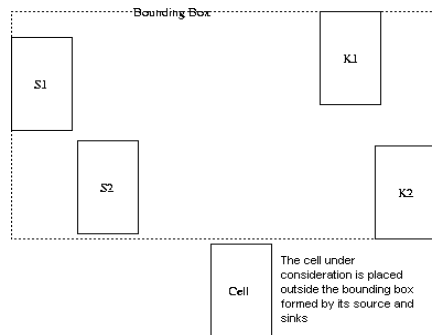 Bounding Box
K1
S1
S2
K2
The cell under
consideration is placed
outside the bounding box
formed by its source and
sinks
Cell